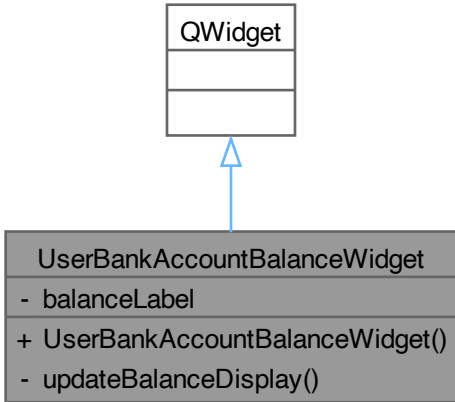 QWidget
UserBankAccountBalanceWidget
- balanceLabel
+ UserBankAccountBalanceWidget()
- updateBalanceDisplay()